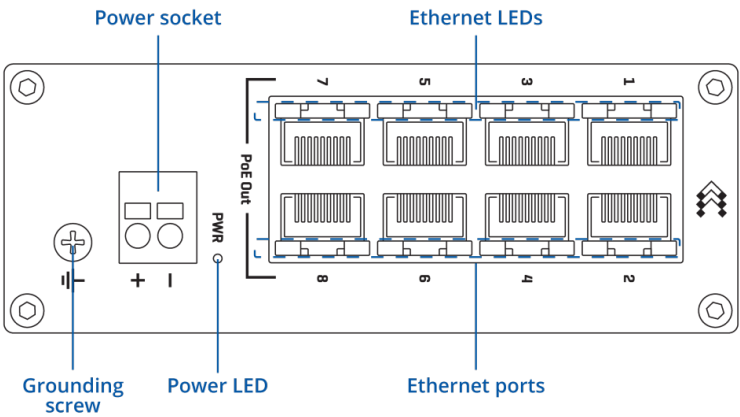 Power socket
Ethernet LEDs
7 5 3 1
PoE Out
PWR
+ −
8 6 4 2
Grounding
screw
Power LED
Ethernet ports